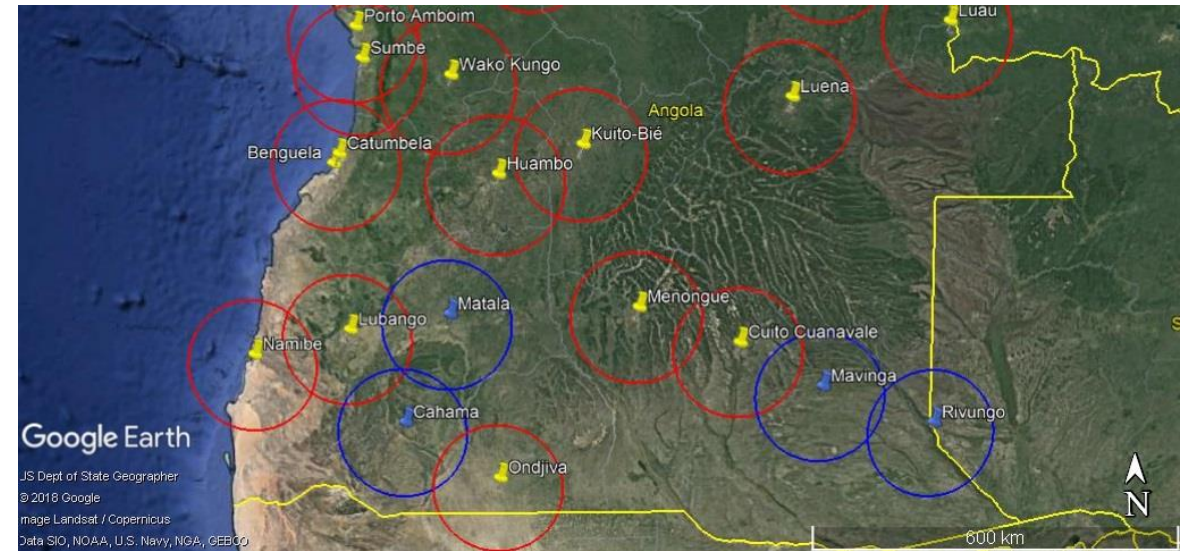 Porto Amboim
Luau
Sumbe
Wako Kungo
Luena
Angola
Kuito-Bié
Catumbela
Benguela
Huambo
Menongue
Matala
Lubango
Cuito Cuanavale
Namibe
Mavinga
Cahama
Rivungo
Google Earth
Ondjiva
US Dept of State Geographer
© 2018 Google
mage Landsat / Copernicus
Data SIO, NOAA, U.S. Navy, NGA, GEBCO
N
600 km